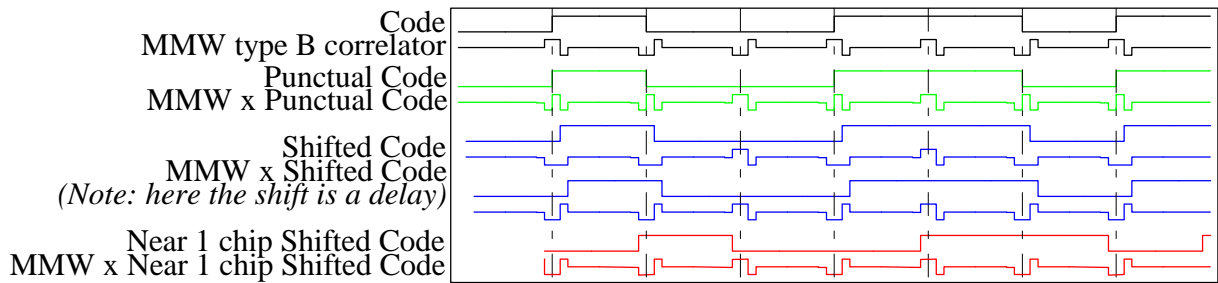 Code
MMW type B correlator
Punctual Code
MMW x Punctual Code
Shifted Code
MMW x Shifted Code
(Note: here the shift is a delay)
Near 1 chip Shifted Code
MMW x Near 1 chip Shifted Code